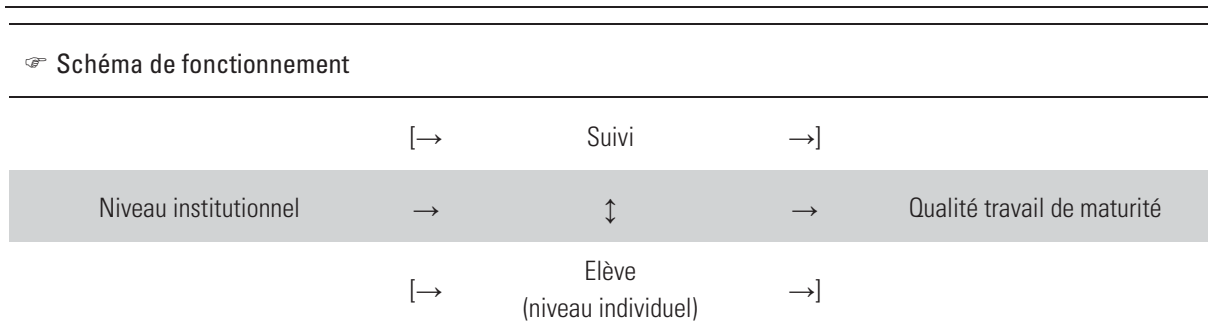 ☞ Schéma de fonctionnement
[→ Suivi →]
Niveau institutionnel → ↕ → Qualité travail de maturité
[→ Elève →]
(niveau individuel)